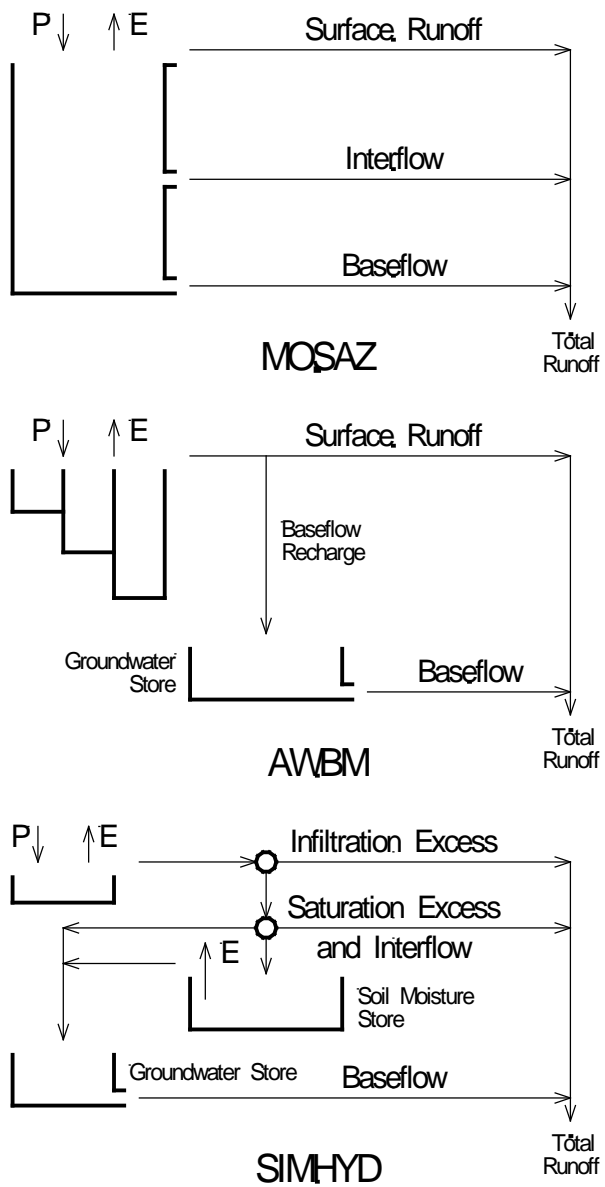 P E
Surface Runoff
Interflow
Baseflow
MOSAZ
Total
Runoff
P E
Surface Runoff
Baseflow
Recharge
Groundwater
Store
Baseflow
AWBM
Total
Runoff
P E
Infiltration Excess
Saturation Excess
and Interflow
E
Soil Moisture
Store
Groundwater Store
Baseflow
SIMHYD
Total
Runoff